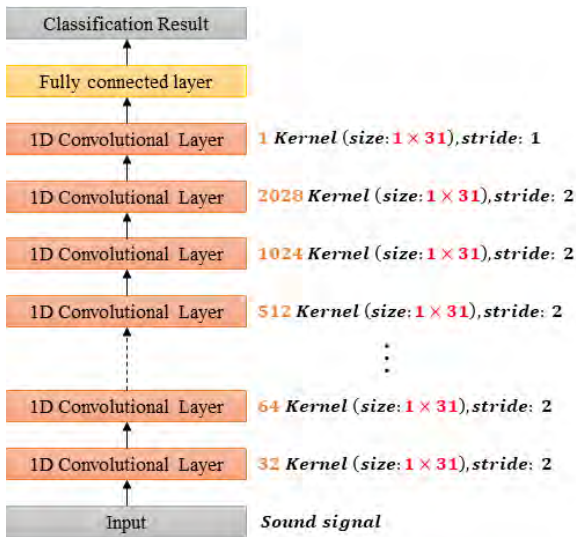 Classification Result
Fully connected layer
1D Convolutional Layer 1 Kernel (size: 1 × 31), stride: 1
1D Convolutional Layer 2028 Kernel (size: 1 × 31), stride: 2
1D Convolutional Layer 1024 Kernel (size: 1 × 31), stride: 2
1D Convolutional Layer 512 Kernel (size: 1 × 31), stride: 2
⋮
1D Convolutional Layer 64 Kernel (size: 1 × 31), stride: 2
1D Convolutional Layer 32 Kernel (size: 1 × 31), stride: 2
Input Sound signal